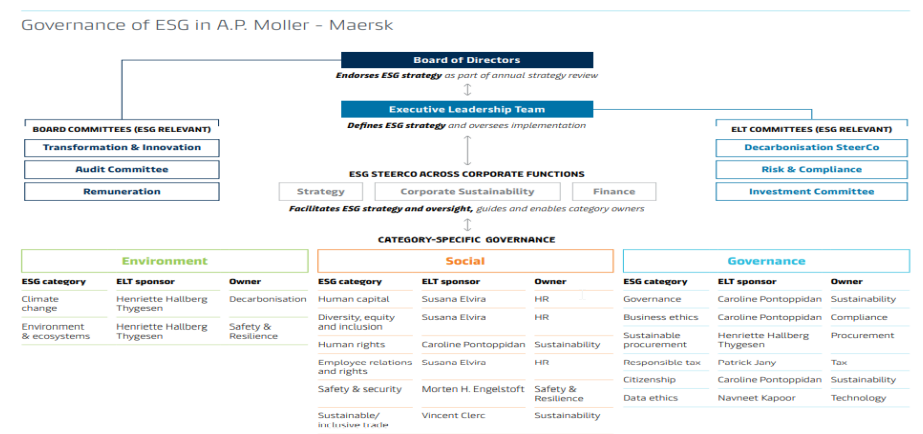 Governance of ESG in A.P. Moller - Maersk
Board of Directors
Endorses ESG strategy as part of annual strategy review
Executive Leadership Team
Defines ESG strategy and oversees implementation
BOARD COMMITTEES (ESG RELEVANT)
Transformation & Innovation
Audit Committee
Remuneration
ELT COMMITTEES (ESG RELEVANT)
Decarbonisation SteerCo
Risk & Compliance
Investment Committee
ESG STEERCO ACROSS CORPORATE FUNCTIONS
Strategy
Corporate Sustainability
Finance
Facilitates ESG strategy and oversight, guides and enables category owners
CATEGORY-SPECIFIC GOVERNANCE
Environment
ESG category ELT sponsor Owner
Climate Henriette Hallberg Decarbonisation
change Thygesen
Environment Henriette Hallberg Safety &
& ecosystems Thygesen Resilience
Social
ESG category ELT sponsor Owner
Human capital Susana Elvira HR
Diversity, equity Susana Elvira HR
and inclusion
Human rights Caroline Pontoppidan Sustainability
Employee relations Susana Elvira HR
and rights
Safety & security Morten H. Engelstoft Safety &
Resilience
Sustainable/ Vincent Clerc Sustainability
inclusive trade
Governance
ESG category ELT sponsor Owner
Governance Caroline Pontoppidan Sustainability
Business ethics Caroline Pontoppidan Compliance
Sustainable Henriette Hallberg Procurement
procurement Thygesen
Responsible tax Patrick Jany Tax
Citizenship Caroline Pontoppidan Sustainability
Data ethics Navneet Kapoor Technology